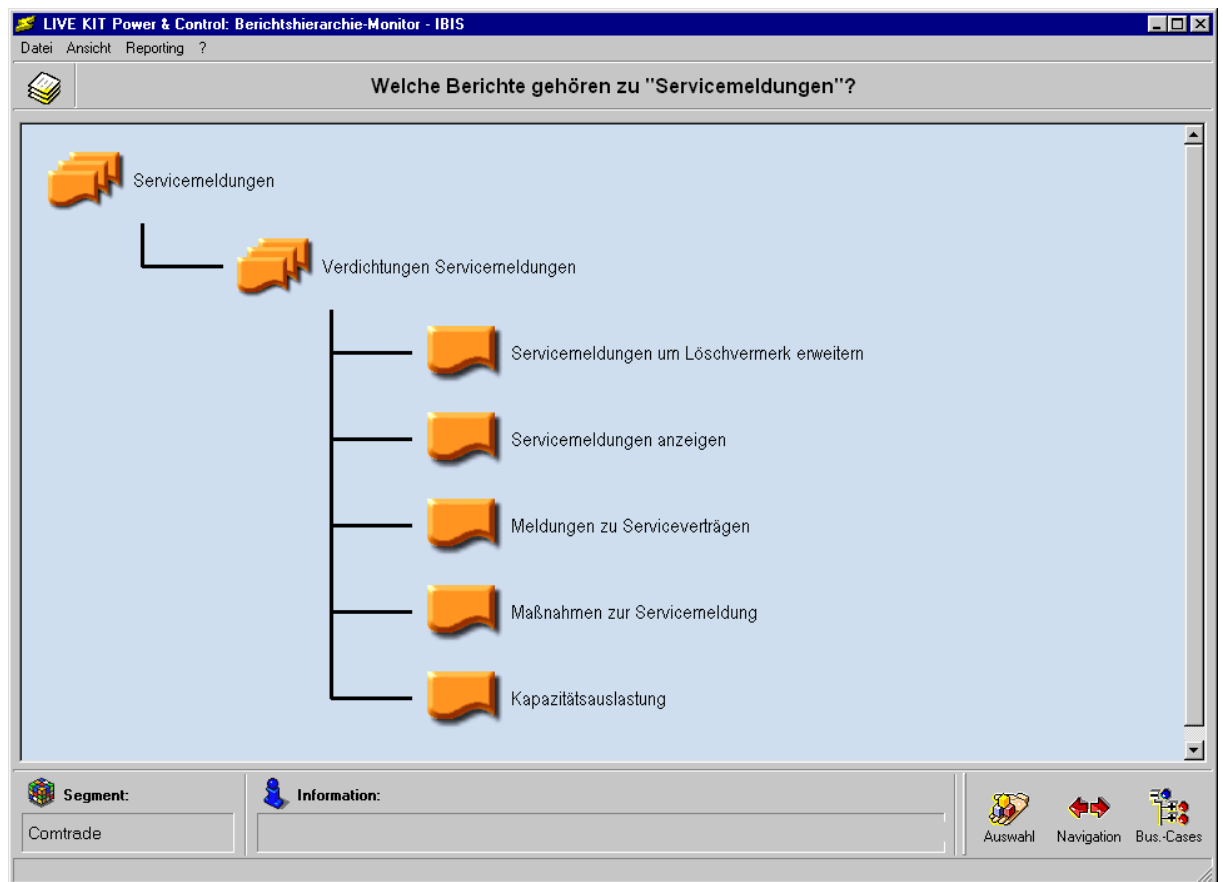 LIVE KIT Power & Control: Berichtshierarchie-Monitor - IBIS
Datei Ansicht Reporting ?
Welche Berichte gehören zu "Servicemeldungen"?
Servicemeldungen
Verdichtungen Servicemeldungen
Servicemeldungen um Löschvermerk erweitern
Servicemeldungen anzeigen
Meldungen zu Serviceverträgen
Maßnahmen zur Servicemeldung
Kapazitätsauslastung
Segment:
Comtrade
Information:
Auswahl
Navigation
Bus.-Cases